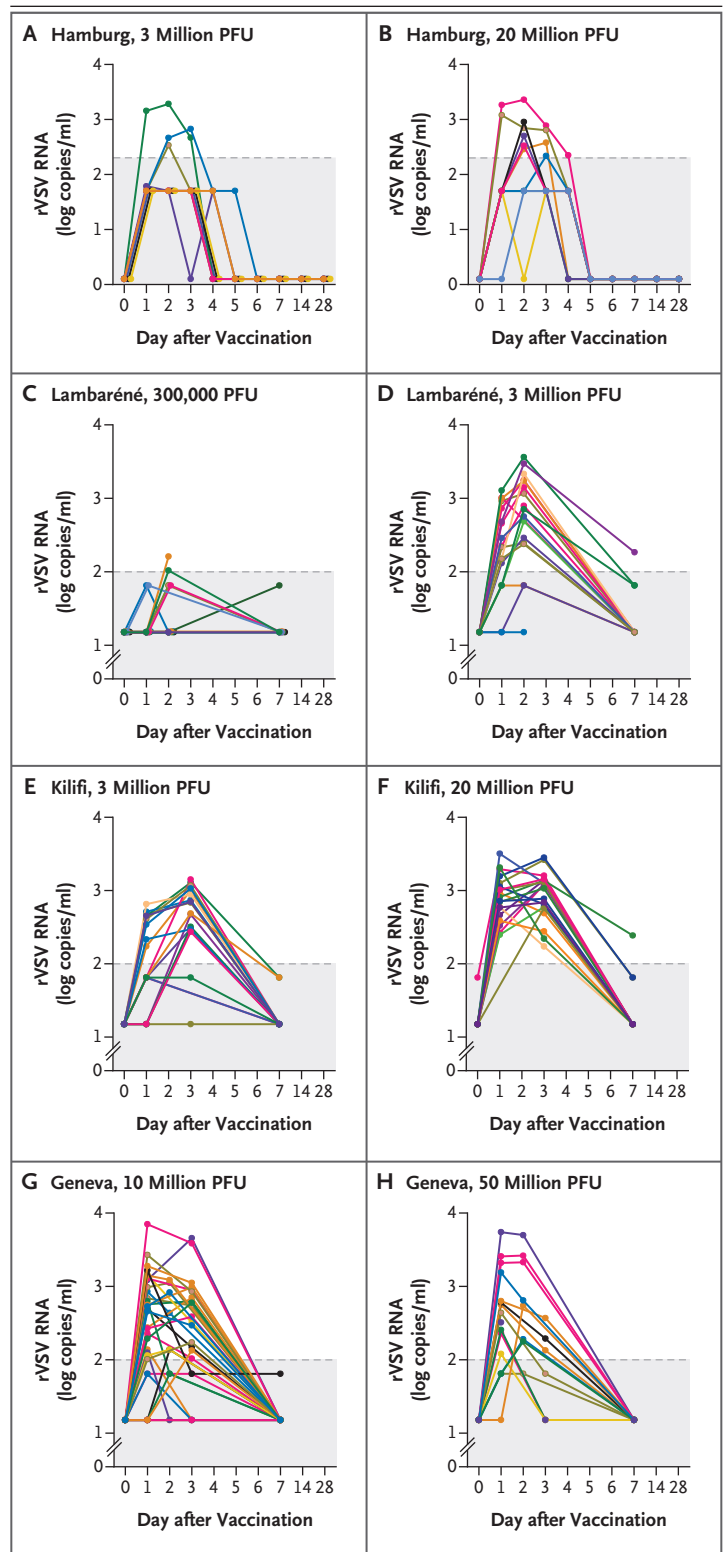 A Hamburg, 3 Million PFU
4
3
2
1
0
rVSV RNA
(log copies/ml)
0 1 2 3 4 5 6 7 14 28
Day after Vaccination
B Hamburg, 20 Million PFU
4
3
2
1
0
rVSV RNA
(log copies/ml)
0 1 2 3 4 5 6 7 14 28
Day after Vaccination
C Lambaréné, 300,000 PFU
4
3
2
1
0
rVSV RNA
(log copies/ml)
0 1 2 3 4 5 6 7 14 28
Day after Vaccination
D Lambaréné, 3 Million PFU
4
3
2
1
0
rVSV RNA
(log copies/ml)
0 1 2 3 4 5 6 7 14 28
Day after Vaccination
E Kilifi, 3 Million PFU
4
3
2
1
0
rVSV RNA
(log copies/ml)
0 1 2 3 4 5 6 7 14 28
Day after Vaccination
F Kilifi, 20 Million PFU
4
3
2
1
0
rVSV RNA
(log copies/ml)
0 1 2 3 4 5 6 7 14 28
Day after Vaccination
G Geneva, 10 Million PFU
4
3
2
1
0
rVSV RNA
(log copies/ml)
0 1 2 3 4 5 6 7 14 28
Day after Vaccination
H Geneva, 50 Million PFU
4
3
2
1
0
rVSV RNA
(log copies/ml)
0 1 2 3 4 5 6 7 14 28
Day after Vaccination